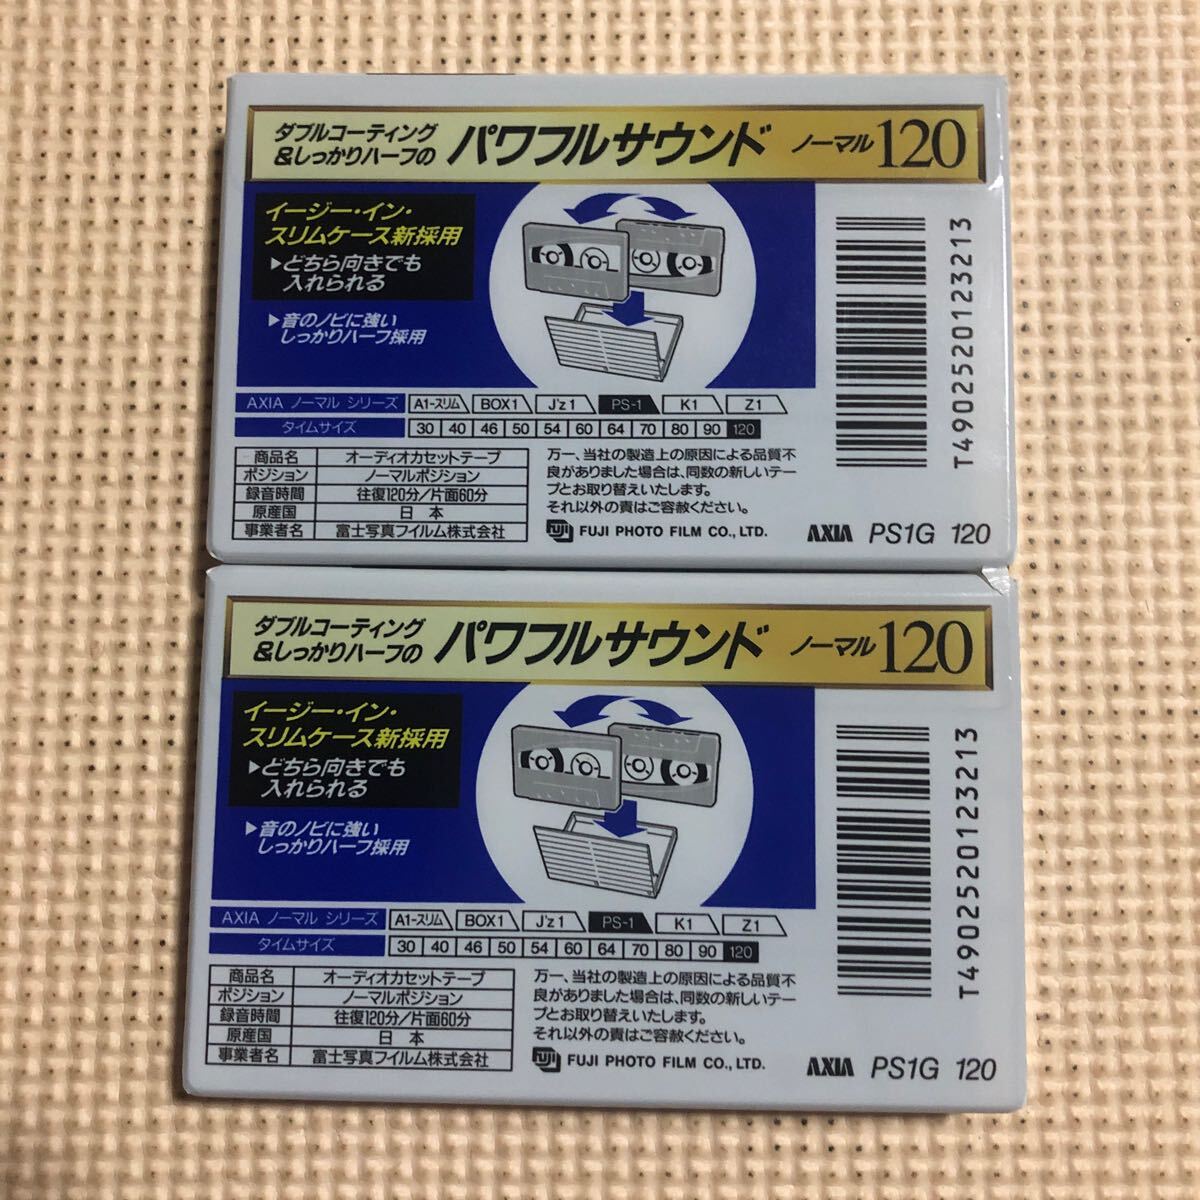 ダブルコーティング
&しっかりハーフの
パワフルサウンド ノーマル 120
イージー・イン・
スリムケース新採用
▶どちら向きでも
入れられる
▶音のノビに強い
しっかりハーフ採用
T4902520123213
AXIA ノーマル シリーズ A1-スリム BOX1 J'z1 PS-1 K1 Z1
タイムサイズ 30 40 46 50 54 60 64 70 80 90 120
商品名 オーディオカセットテープ
ポジション ノーマルポジション
録音時間 往復120分/片面60分
原産国 日本
事業者名 富士写真フイルム株式会社
万一、当社の製造上の原因による品質不
良がありました場合は、同数の新しいテー
プとお取り替えいたします。
それ以外の責はご容赦ください。
FUJI FUJI PHOTO FILM CO., LTD.
AXIA PS1G 120
ダブルコーティング
&しっかりハーフの
パワフルサウンド ノーマル 120
イージー・イン・
スリムケース新採用
▶どちら向きでも
入れられる
▶音のノビに強い
しっかりハーフ採用
T4902520123213
AXIA ノーマル シリーズ A1-スリム BOX1 J'z1 PS-1 K1 Z1
タイムサイズ 30 40 46 50 54 60 64 70 80 90 120
商品名 オーディオカセットテープ
ポジション ノーマルポジション
録音時間 往復120分/片面60分
原産国 日本
事業者名 富士写真フイルム株式会社
万一、当社の製造上の原因による品質不
良がありました場合は、同数の新しいテー
プとお取り替えいたします。
それ以外の責はご容赦ください。
FUJI FUJI PHOTO FILM CO., LTD.
AXIA PS1G 120